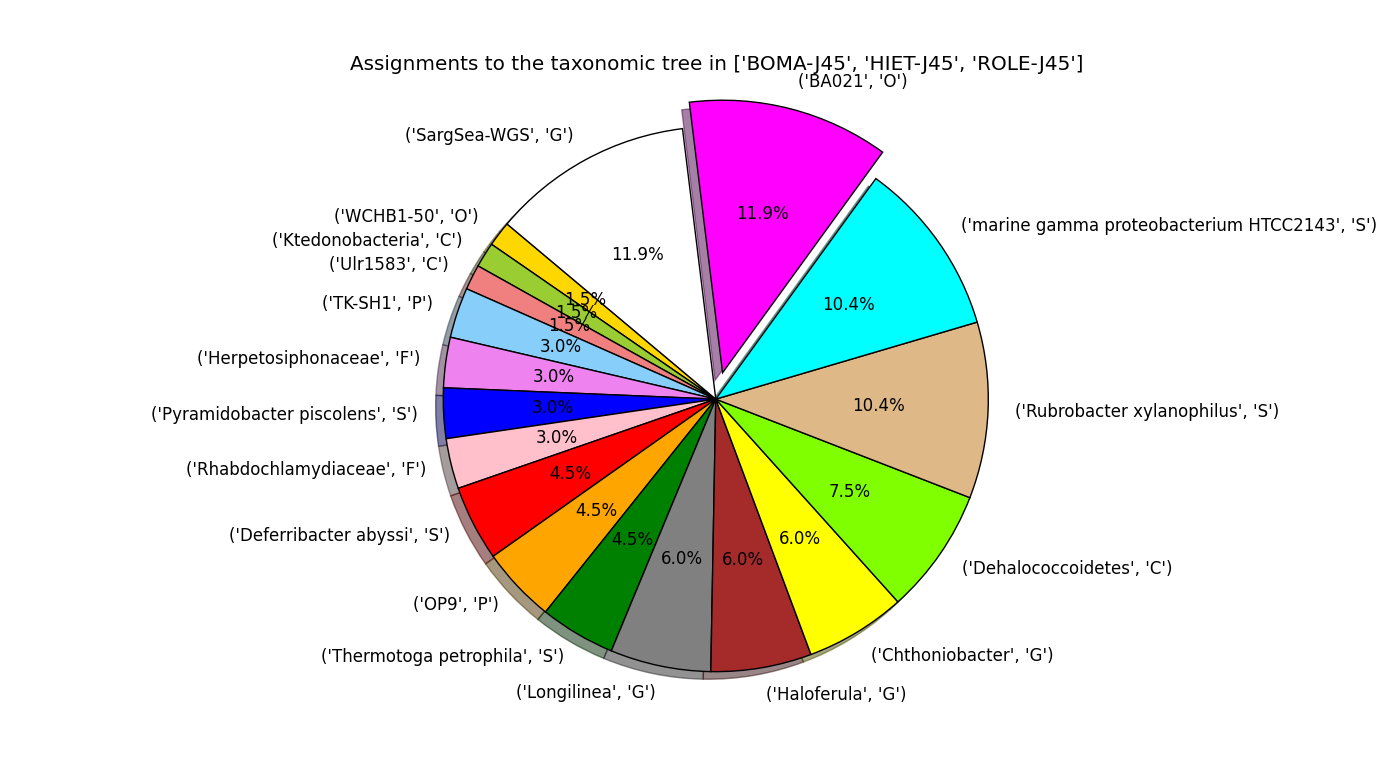 Assignments to the taxonomic tree in ['BOMA-J45', 'HIET-J45', 'ROLE-J45']
('BA021', 'O')
('SargSea-WGS', 'G')
('WCHB1-50', 'O')
('Ktedonobacteria', 'C')
('Ulr1583', 'C')
('TK-SH1', 'P')
('Herpetosiphonaceae', 'F')
('Pyramidobacter piscolens', 'S')
('Rhabdochlamydiaceae', 'F')
('Deferribacter abyssi', 'S')
('OP9', 'P')
('Thermotoga petrophila', 'S')
('Longilinea', 'G')
('Haloferula', 'G')
('Chthoniobacter', 'G')
('Dehalococcoidetes', 'C')
('Rubrobacter xylanophilus', 'S')
('marine gamma proteobacterium HTCC2143', 'S')
11.9%
11.9%
1.5%
1.5%
1.5%
3.0%
3.0%
3.0%
3.0%
4.5%
4.5%
4.5%
6.0%
6.0%
6.0%
7.5%
10.4%
10.4%